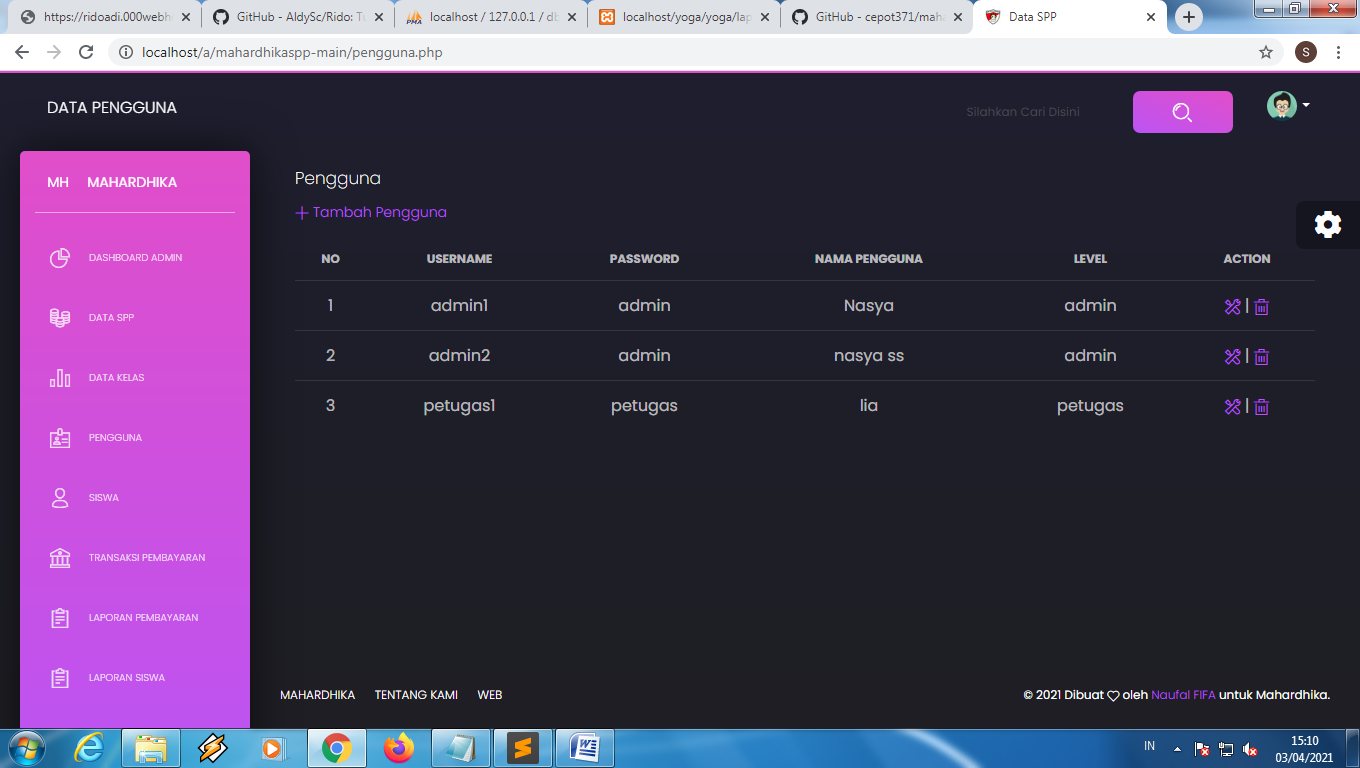 https://ridoadi.000webh
GitHub - AldySc/Rido: Tu
localhost / 127.0.0.1 / db
localhost/yoga/yoga/lap
GitHub - cepot371/maha
Data SPP
localhost/a/mahardhikaspp-main/pengguna.php
S
DATA PENGGUNA
Silahkan Cari Disini
MH MAHARDHIKA
DASHBOARD ADMIN
DATA SPP
DATA KELAS
PENGGUNA
SISWA
TRANSAKSI PEMBAYARAN
LAPORAN PEMBAYARAN
LAPORAN SISWA
Pengguna
+ Tambah Pengguna
NO USERNAME PASSWORD NAMA PENGGUNA LEVEL ACTION
1 admin1 admin Nasya admin |
2 admin2 admin nasya ss admin |
3 petugas1 petugas lia petugas |
MAHARDHIKA TENTANG KAMI WEB
© 2021 Dibuat oleh Naufal FIFA untuk Mahardhika.
IN
15:10
03/04/2021